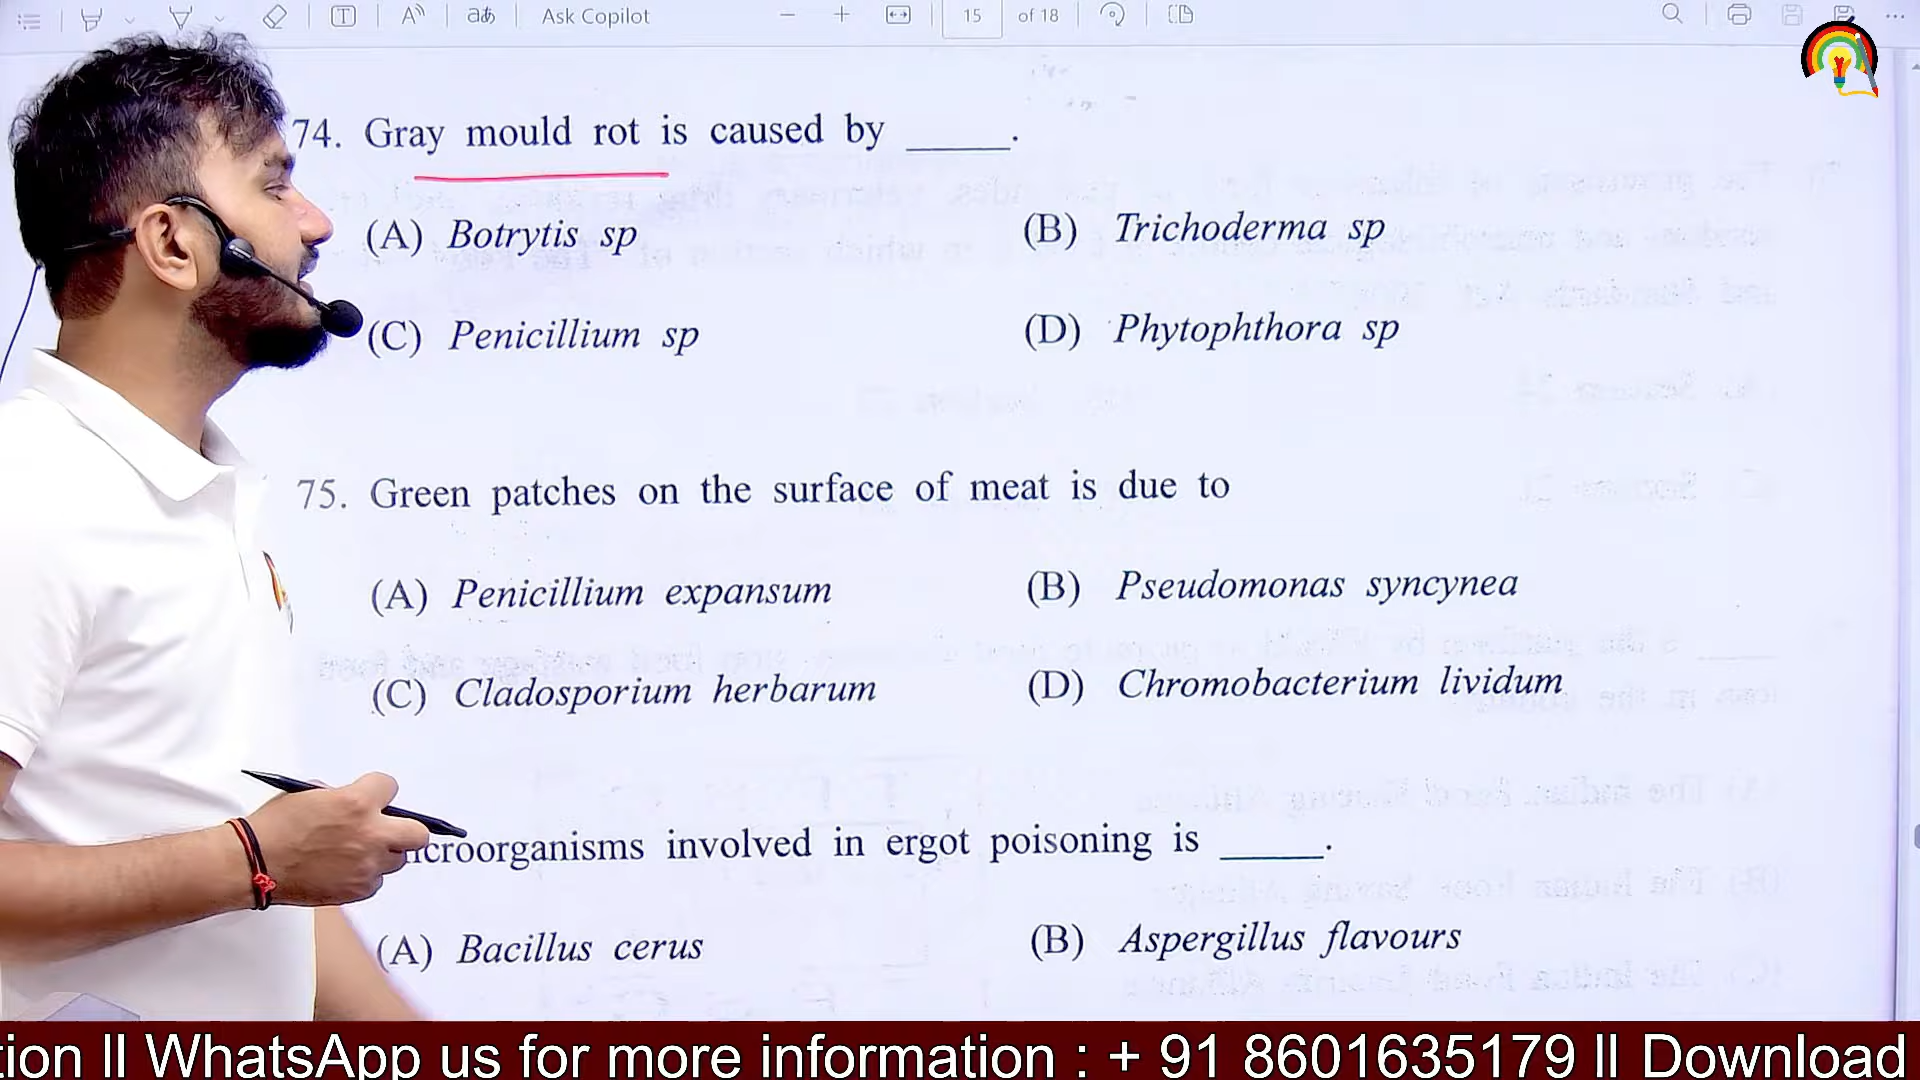 Ask Copilot
15 of 18
74. Gray mould rot is caused by _____.
(A) Botrytis sp (B) Trichoderma sp
(C) Penicillium sp (D) Phytophthora sp
75. Green patches on the surface of meat is due to
(A) Penicillium expansum (B) Pseudomonas syncynea
(C) Cladosporium herbarum (D) Chromobacterium lividum
croorganisms involved in ergot poisoning is _____.
(A) Bacillus cerus (B) Aspergillus flavours
tion ll WhatsApp us for more information : + 91 8601635179 ll Download